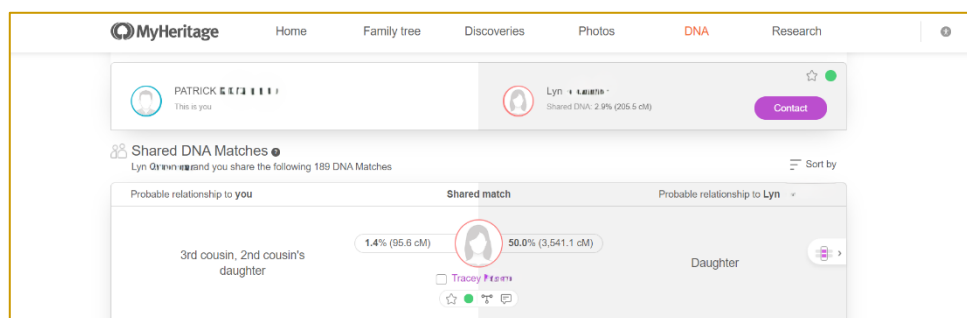 MyHeritage Home Family tree Discoveries Photos DNA Research
PATRICK Lyn
This is you Shared DNA: 2.9% (205.5 cM) Contact
Shared DNA Matches
Lyn and you share the following 189 DNA Matches Sort by
Probable relationship to you Shared match Probable relationship to Lyn
1.4% (95.6 cM) 50.0% (3,541.1 cM)
3rd cousin, 2nd cousin's
daughter
Daughter
Tracey